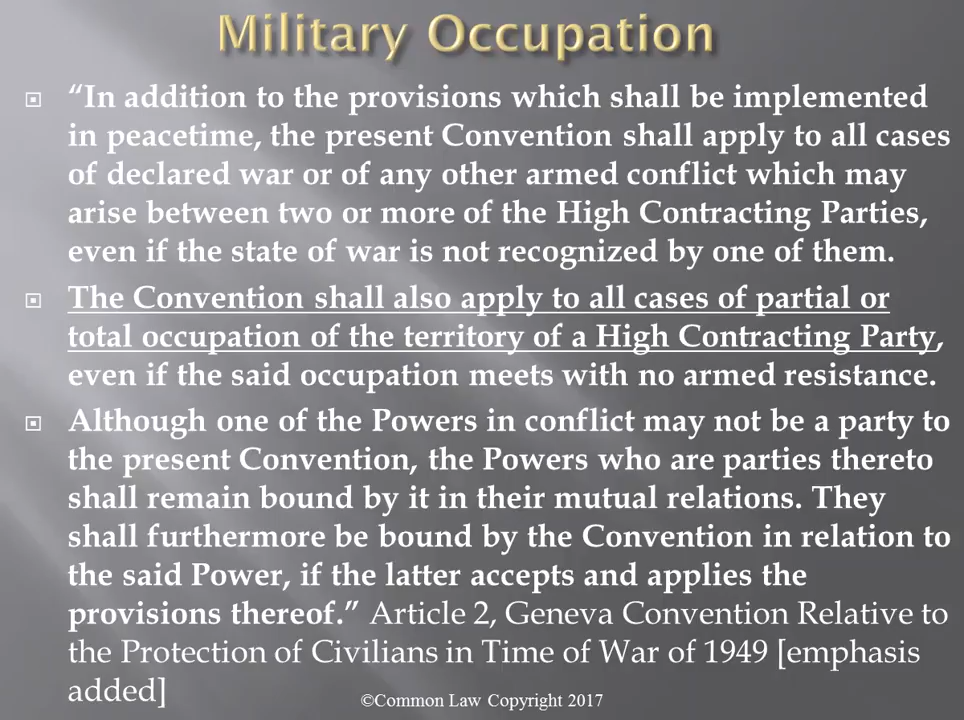 Military Occupation
“In addition to the provisions which shall be implemented
in peacetime, the present Convention shall apply to all cases
of declared war or of any other armed conflict which may
arise between two or more of the High Contracting Parties,
even if the state of war is not recognized by one of them.
The Convention shall also apply to all cases of partial or
total occupation of the territory of a High Contracting Party,
even if the said occupation meets with no armed resistance.
Although one of the Powers in conflict may not be a party to
the present Convention, the Powers who are parties thereto
shall remain bound by it in their mutual relations. They
shall furthermore be bound by the Convention in relation to
the said Power, if the latter accepts and applies the
provisions thereof.” Article 2, Geneva Convention Relative to
the Protection of Civilians in Time of War of 1949 [emphasis
added]
©Common Law Copyright 2017